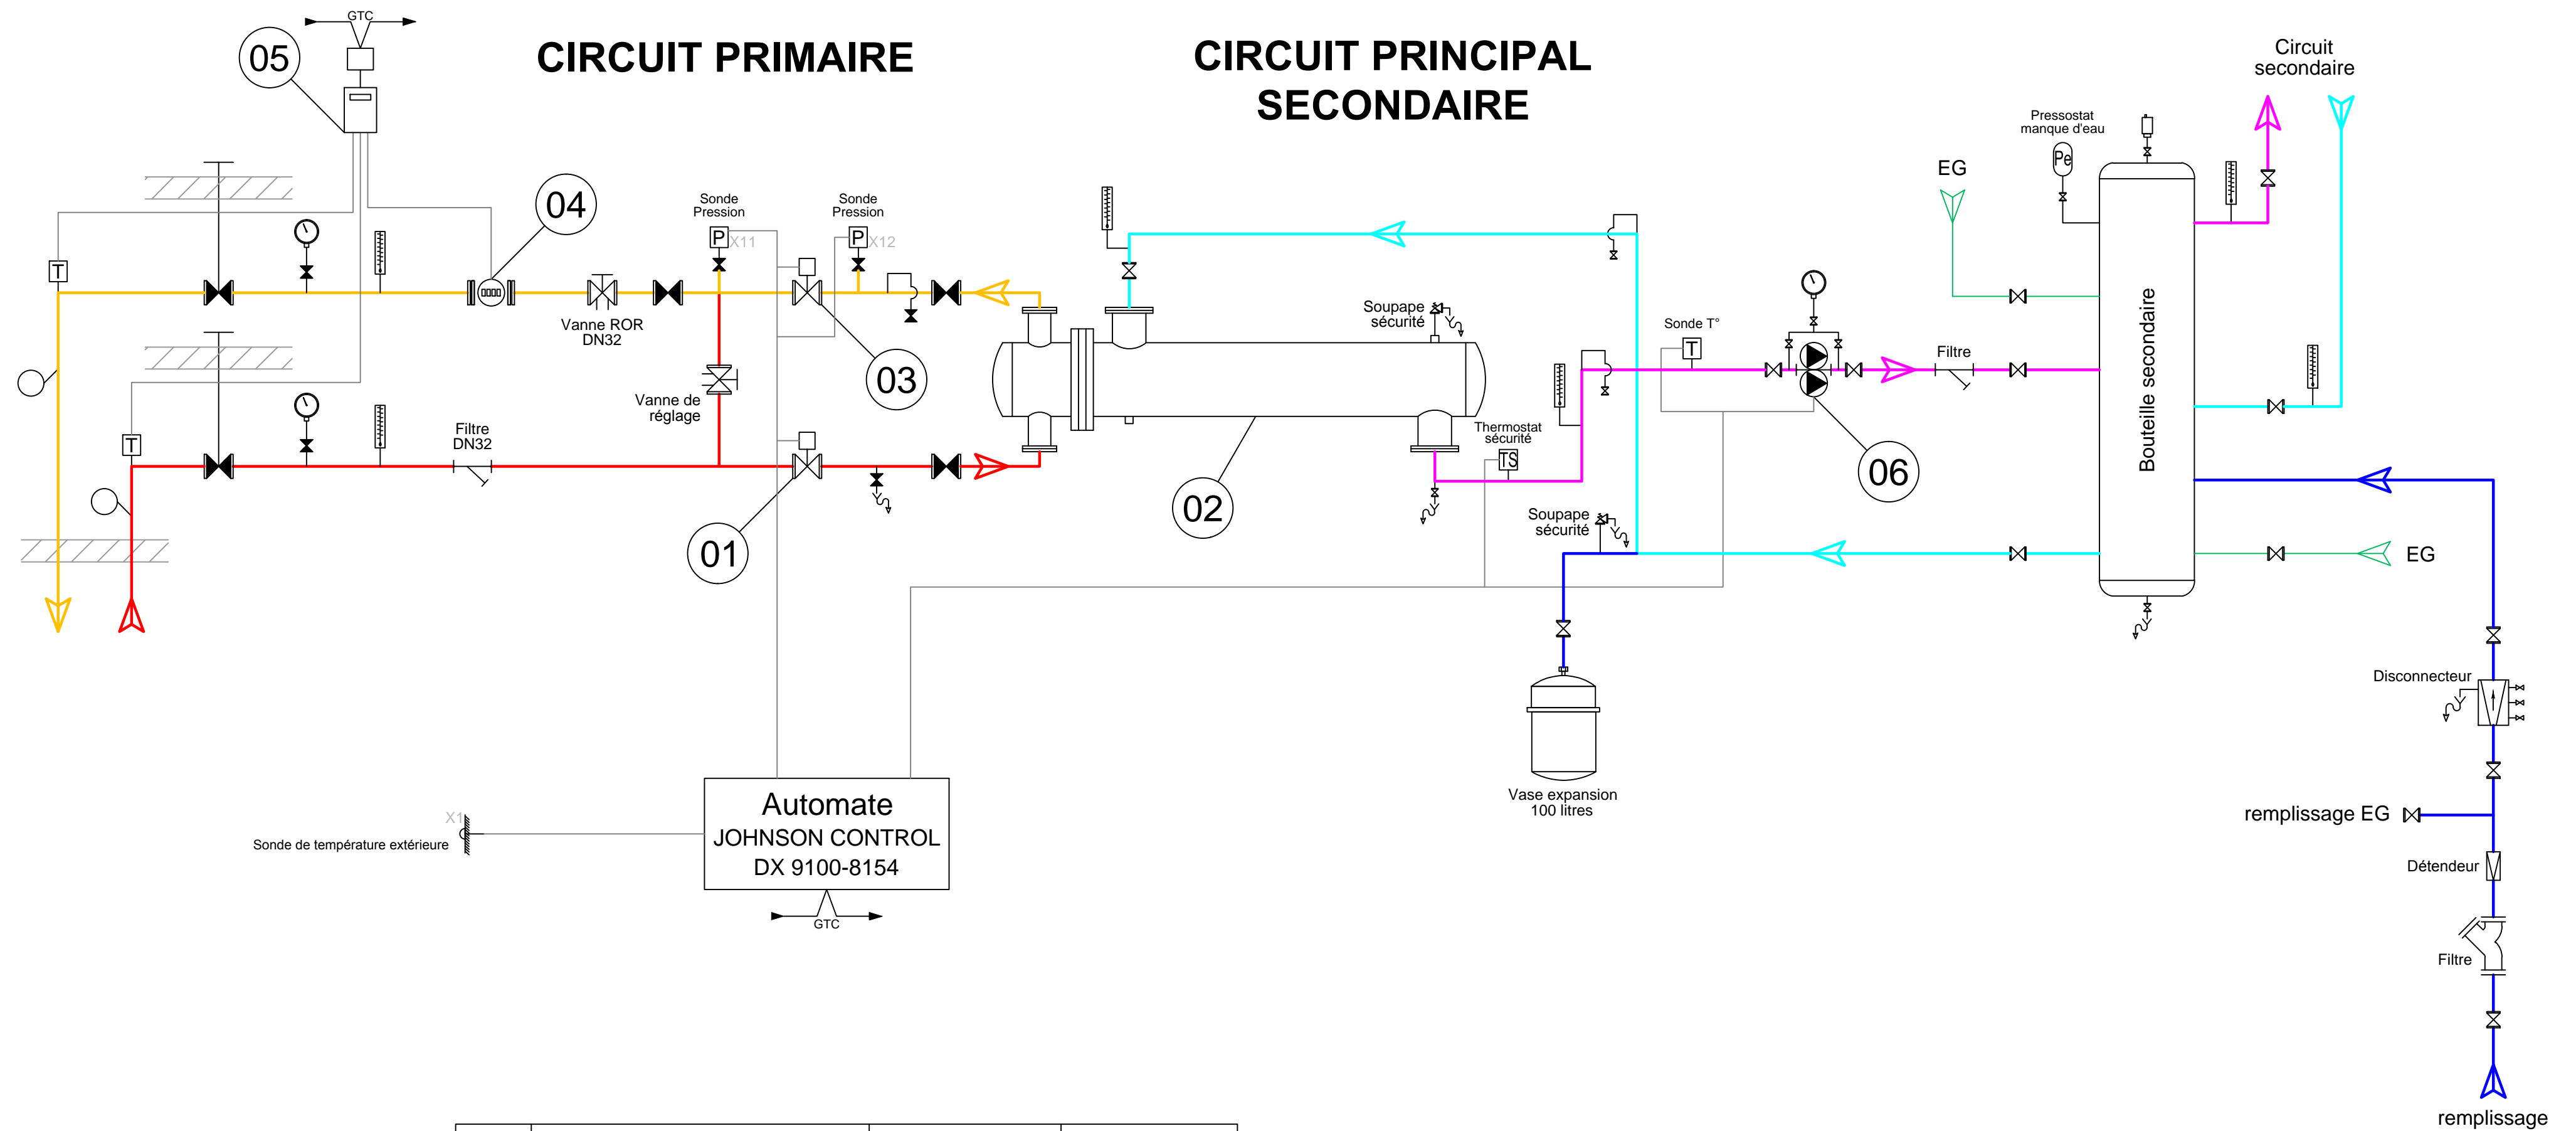 GTC
05
CIRCUIT PRIMAIRE
CIRCUIT PRINCIPAL
SECONDAIRE
Circuit
secondaire
Pressostat
manque d'eau
Pe
EG
04
Sonde
Pression
P
X11
Sonde
Pression
P
X12
T
Vanne ROR
DN32
Soupape
sécurité
Sonde T°
T
Filtre
Bouteille secondaire
03
Vanne de
réglage
T
Filtre
DN32
Thermostat
sécurité
TS
06
02
01
Soupape
sécurité
EG
Disconnecteur
Vase expansion
100 litres
Automate
JOHNSON CONTROL
DX 9100-8154
GTC
X1
Sonde de température extérieure
remplissage EG
Détendeur
Filtre
remplissage